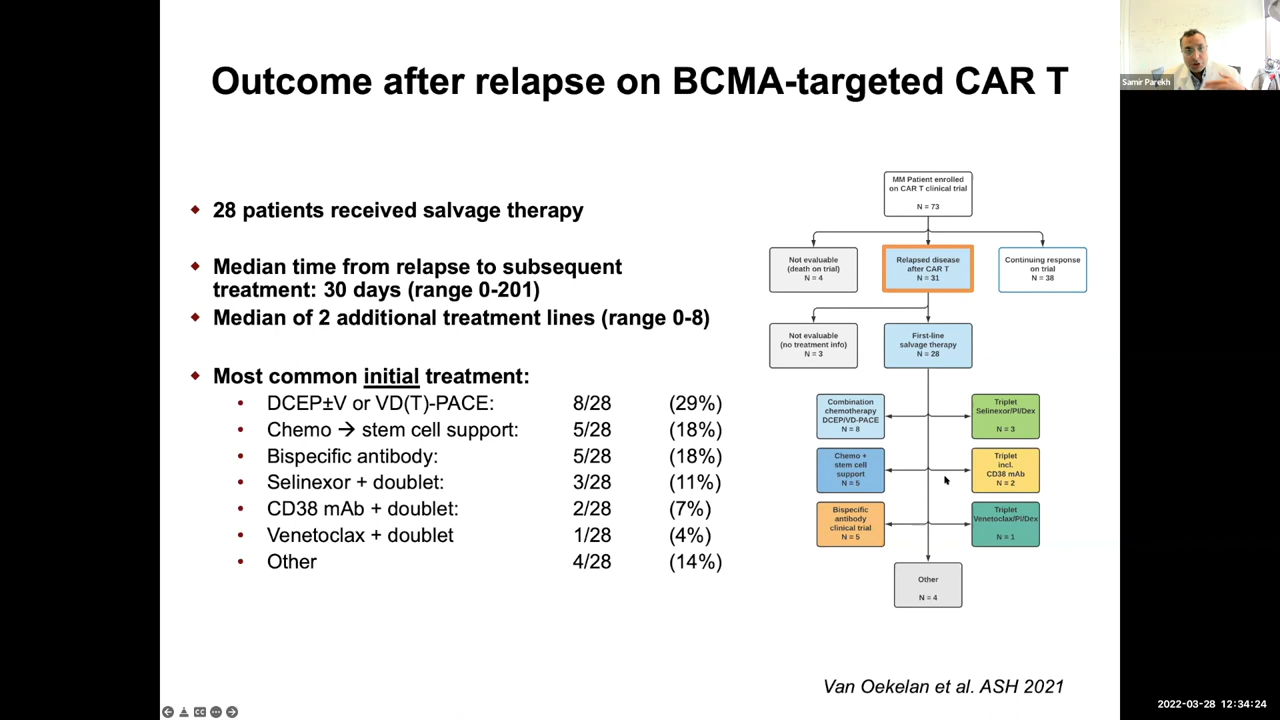 Outcome after relapse on BCMA-targeted CAR T
Samir Parekh
28 patients received salvage therapy
Median time from relapse to subsequent
treatment: 30 days (range 0-201)
Median of 2 additional treatment lines (range 0-8)
Most common initial treatment:
DCEP±V or VD(T)-PACE: 8/28 (29%)
Chemo → stem cell support: 5/28 (18%)
Bispecific antibody: 5/28 (18%)
Selinexor + doublet: 3/28 (11%)
CD38 mAb + doublet: 2/28 (7%)
Venetoclax + doublet 1/28 (4%)
Other 4/28 (14%)
MM Patient enrolled
on CAR T clinical trial
N = 73
Not evaluable
(death on trial)
N = 4
Relapsed disease
after CAR T
N = 31
Continuing response
on trial
N = 38
Not evaluable
(no treatment info)
N = 3
First-line
salvage therapy
N = 28
Combination
chemotherapy
DCEP/VD-PACE
N = 8
Triplet
Selinexor/PI/Dex
N = 3
Chemo +
stem cell
support
N = 5
Triplet
incl.
CD38 mAb
N = 2
Bispecific
antibody
clinical trial
N = 5
Triplet
Venetoclax/PI/Dex
N = 1
Other
N = 4
Van Oekelan et al. ASH 2021
CC
2022-03-28 12:34:24